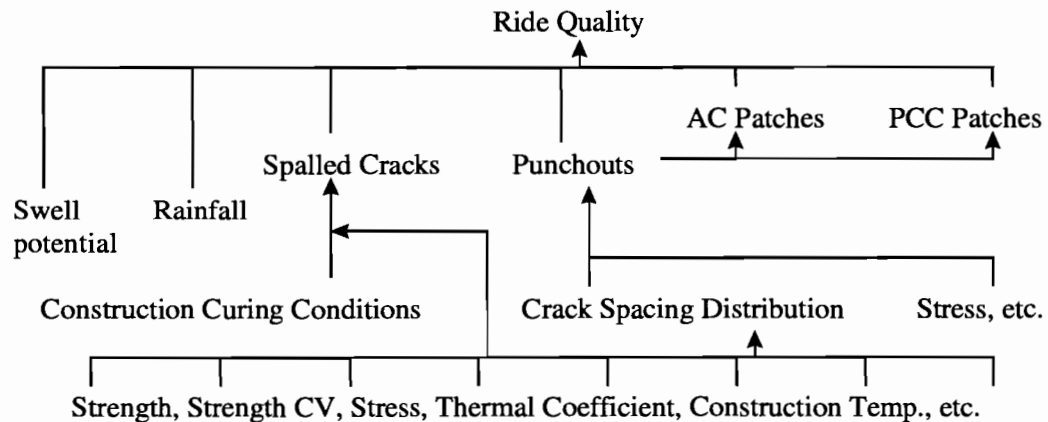 Ride Quality
AC Patches
PCC Patches
Spalled Cracks
Punchouts
Swell
potential
Rainfall
Construction Curing Conditions
Crack Spacing Distribution
Stress, etc.
Strength, Strength CV, Stress, Thermal Coefficient, Construction Temp., etc.